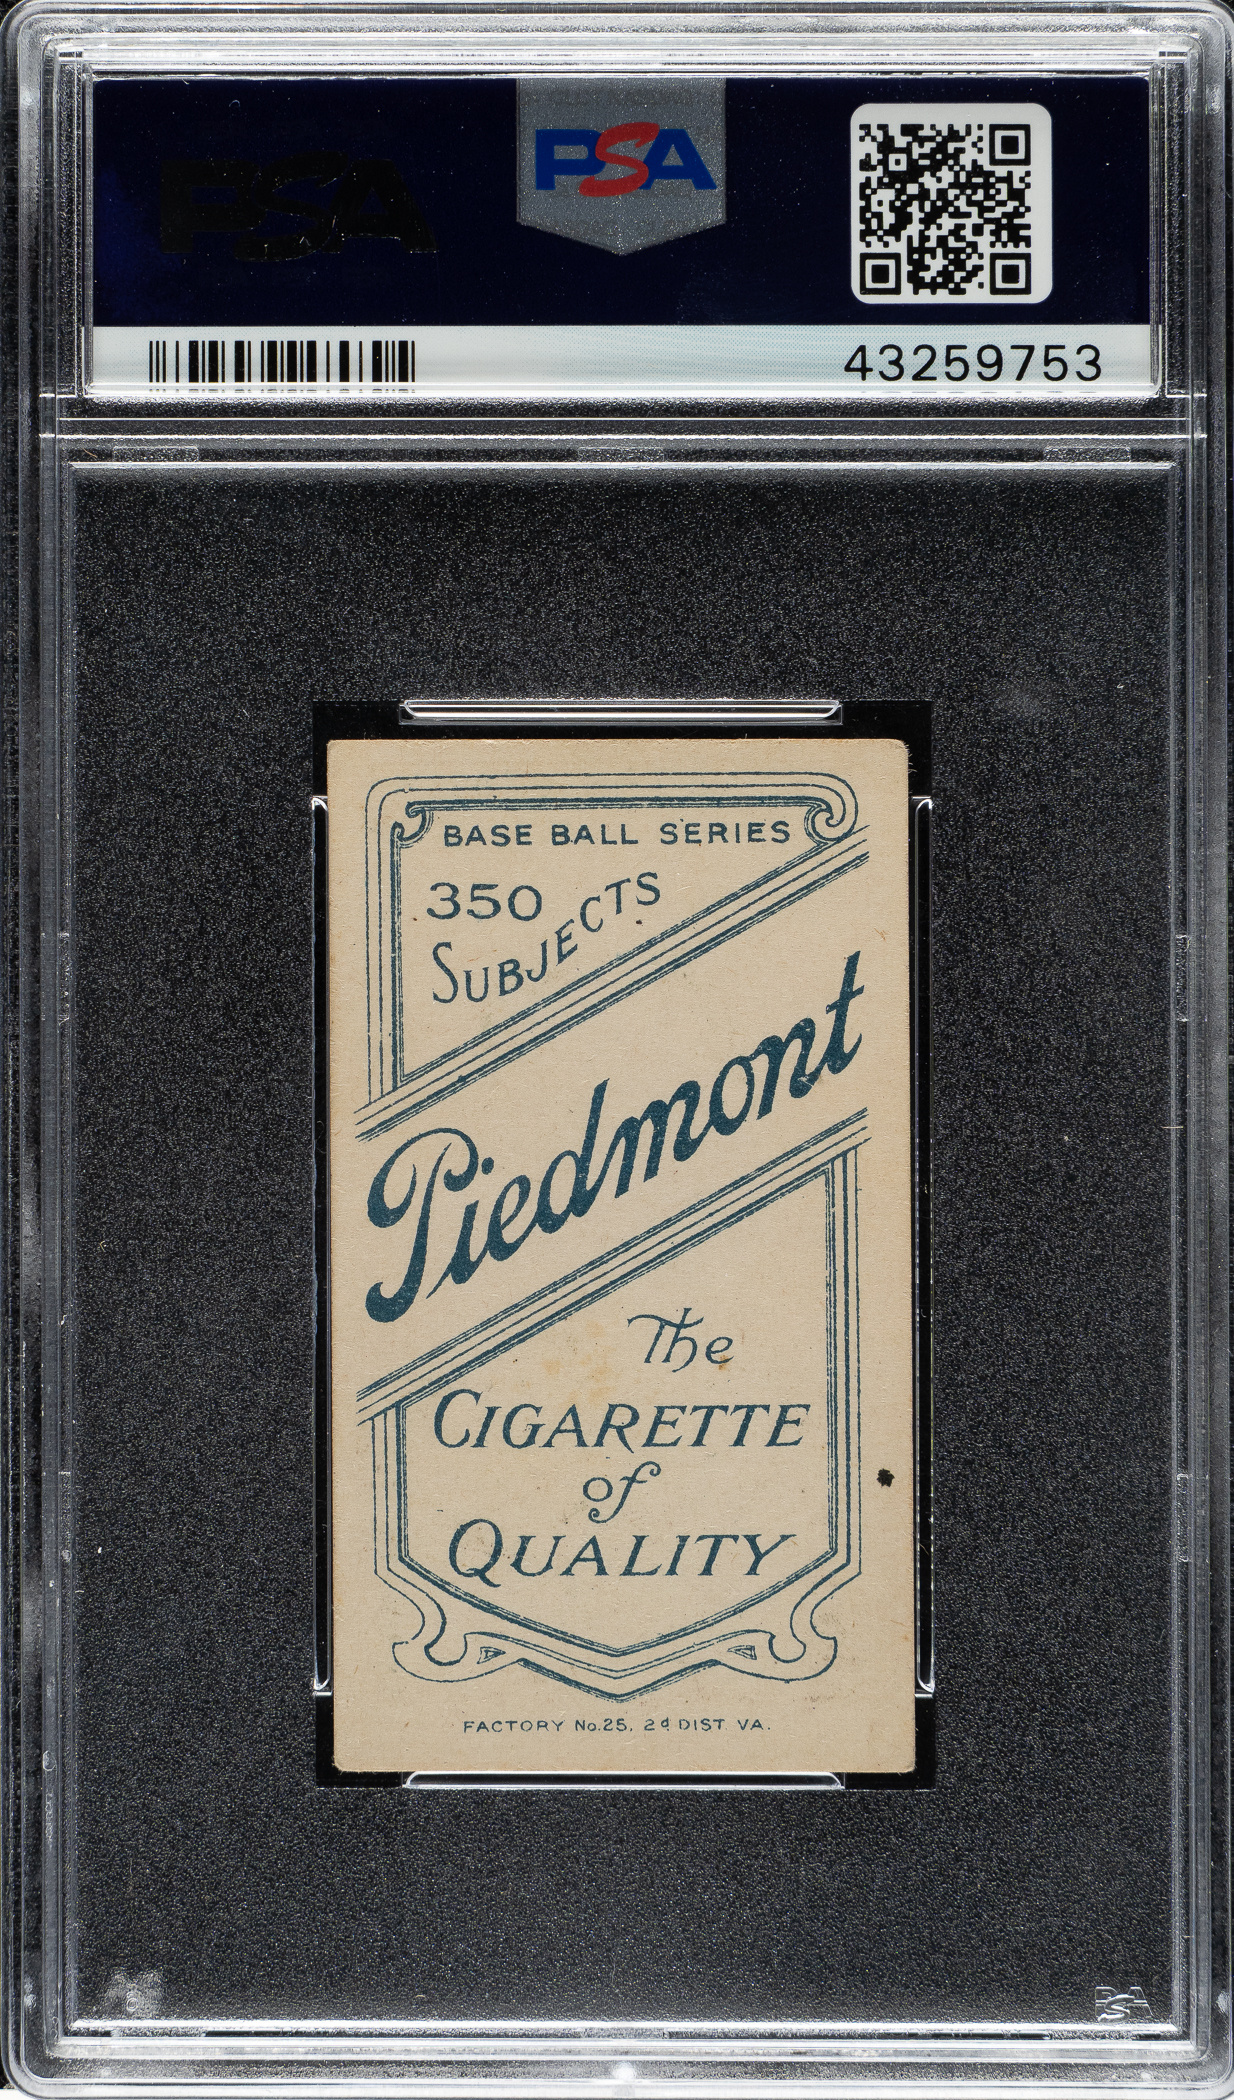 PSA
PSA
43259753
BASE BALL SERIES
350
SUBJECTS
Piedmont
The
CIGARETTE
of
QUALITY
FACTORY No.25, 2d DIST. VA.
PSA